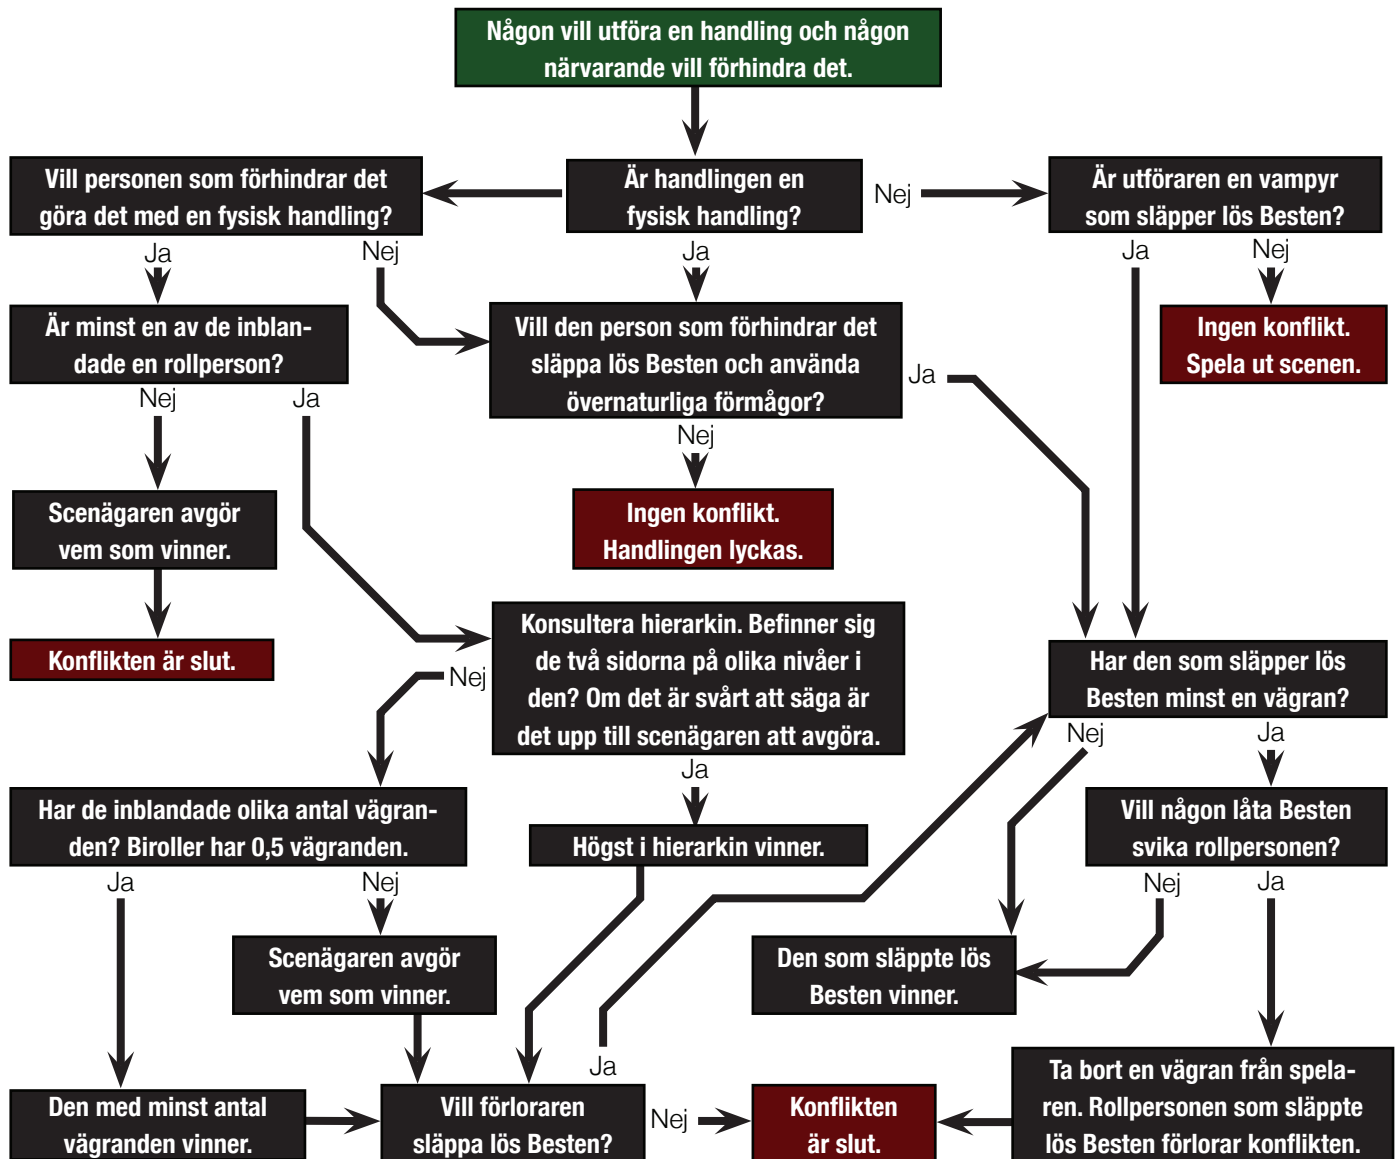 Någon vill utföra en handling och någon
närvarande vill förhindra det.
Vill personen som förhindrar det
göra det med en fysisk handling?
Är handlingen en
fysisk handling?
Nej
Är utföraren en vampyr
som släpper lös Besten?
Ja
Nej
Ja
Ja
Nej
Är minst en av de inblan-
dade en rollperson?
Vill den person som förhindrar det
släppa lös Besten och använda
övernaturliga förmågor?
Ja
Ingen konflikt.
Spela ut scenen.
Nej
Ja
Nej
Scenägaren avgör
vem som vinner.
Ingen konflikt.
Handlingen lyckas.
Konflikten är slut.
Konsultera hierarkin. Befinner sig
de två sidorna på olika nivåer i
den? Om det är svårt att säga är
det upp till scenägaren att avgöra.
Nej
Ja
Har den som släpper lös
Besten minst en vägran?
Nej
Ja
Har de inblandade olika antal vägran-
den? Biroller har 0,5 vägranden.
Högst i hierarkin vinner.
Vill någon låta Besten
svika rollpersonen?
Ja
Nej
Nej
Ja
Scenägaren avgör
vem som vinner.
Den som släppte lös
Besten vinner.
Ja
Den med minst antal
vägranden vinner.
Vill förloraren
släppa lös Besten?
Nej
Konflikten
är slut.
Ta bort en vägran från spela-
ren. Rollpersonen som släppte
lös Besten förlorar konflikten.